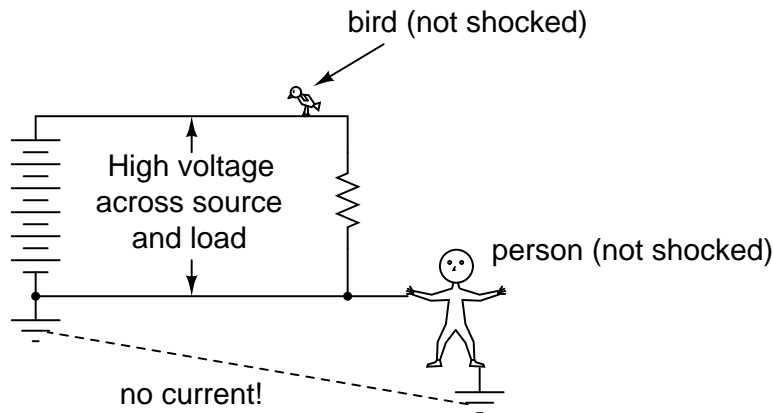 bird (not shocked)
High voltage
across source
and load
person (not shocked)
no current!